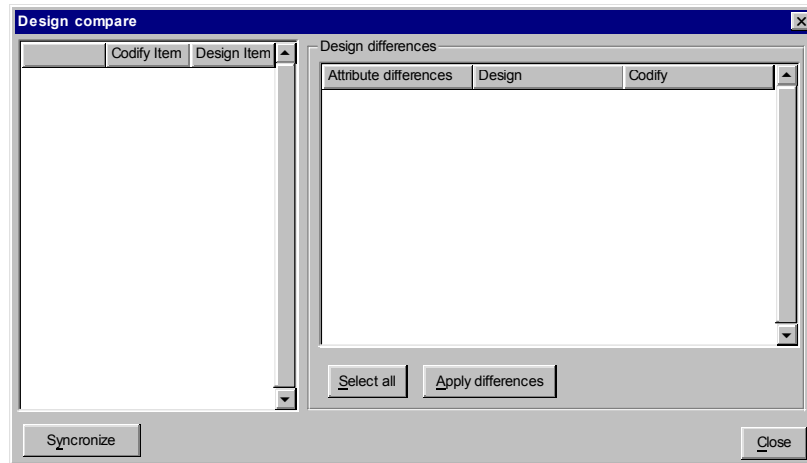 Design compare
Codify Item Design Item
Design differences
Attribute differences Design Codify
Select all Apply differences
Syncronize
Close